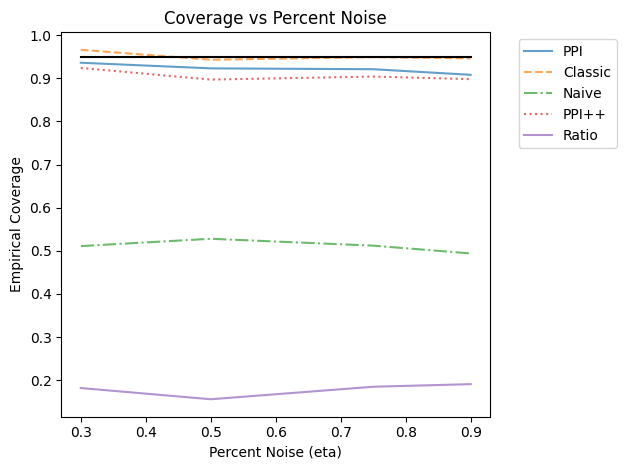 Coverage vs Percent Noise
1.0
0.9
0.8
0.7
0.6
0.5
0.4
0.3
0.2
Empirical Coverage
0.3 0.4 0.5 0.6 0.7 0.8 0.9
Percent Noise (eta)
PPI
Classic
Naive
PPI++
Ratio